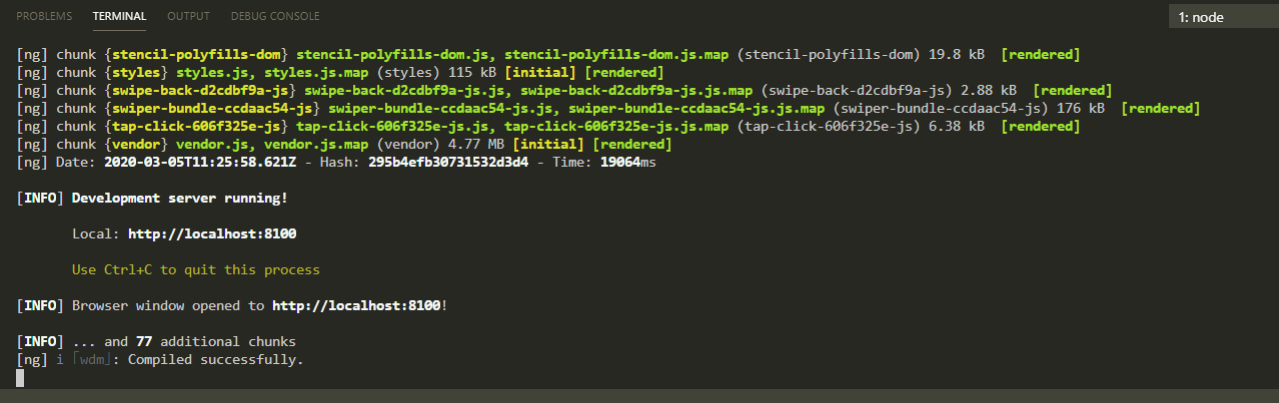 PROBLEMS TERMINAL OUTPUT DEBUG CONSOLE 1: node
[ng] chunk {stencil-polyfills-dom} stencil-polyfills-dom.js, stencil-polyfills-dom.js.map (stencil-polyfills-dom) 19.8 kB  [rendered]
[ng] chunk {styles} styles.js, styles.js.map (styles) 115 kB [initial] [rendered]
[ng] chunk {swipe-back-d2cdbf9a-js} swipe-back-d2cdbf9a-js.js, swipe-back-d2cdbf9a-js.js.map (swipe-back-d2cdbf9a-js) 2.88 kB  [rendered]
[ng] chunk {swiper-bundle-ccdaac54-js} swiper-bundle-ccdaac54-js.js, swiper-bundle-ccdaac54-js.js.map (swiper-bundle-ccdaac54-js) 176 kB  [rendered]
[ng] chunk {tap-click-606f325e-js} tap-click-606f325e-js.js, tap-click-606f325e-js.js.map (tap-click-606f325e-js) 6.38 kB  [rendered]
[ng] chunk {vendor} vendor.js, vendor.js.map (vendor) 4.77 MB [initial] [rendered]
[ng] Date: 2020-03-05T11:25:58.621Z - Hash: 295b4efb30731532d3d4 - Time: 19064ms
[INFO] Development server running!
Local: http://localhost:8100
Use Ctrl+C to quit this process
[INFO] Browser window opened to http://localhost:8100!
[INFO] ... and 77 additional chunks
[ng] i ｢wdm｣: Compiled successfully.